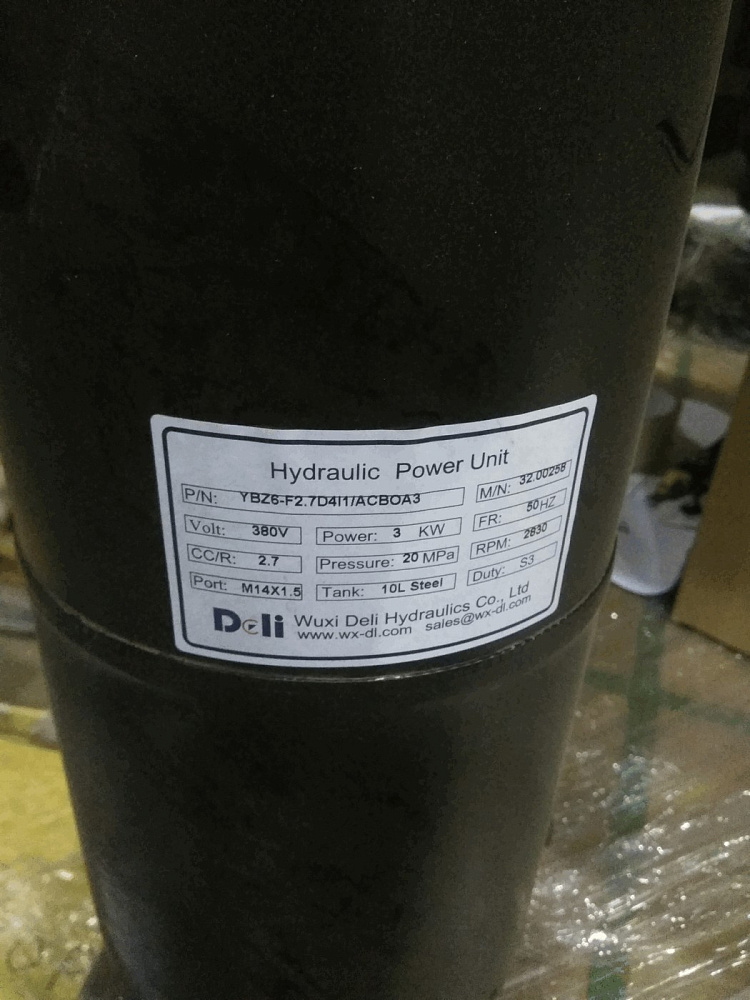 Hydraulic Power Unit
P/N: YBZ6-F2.7D4I1/ACBOA3 M/N: 32.00258
Volt: 380V Power: 3 KW FR: 50HZ
CC/R: 2.7 Pressure: 20 MPa RPM: 2830
Port: M14X1.5 Tank: 10L Steel Duty: S3
Deli Wuxi Deli Hydraulics Co., Ltd
www.wx-dl.com sales@wx-dl.com